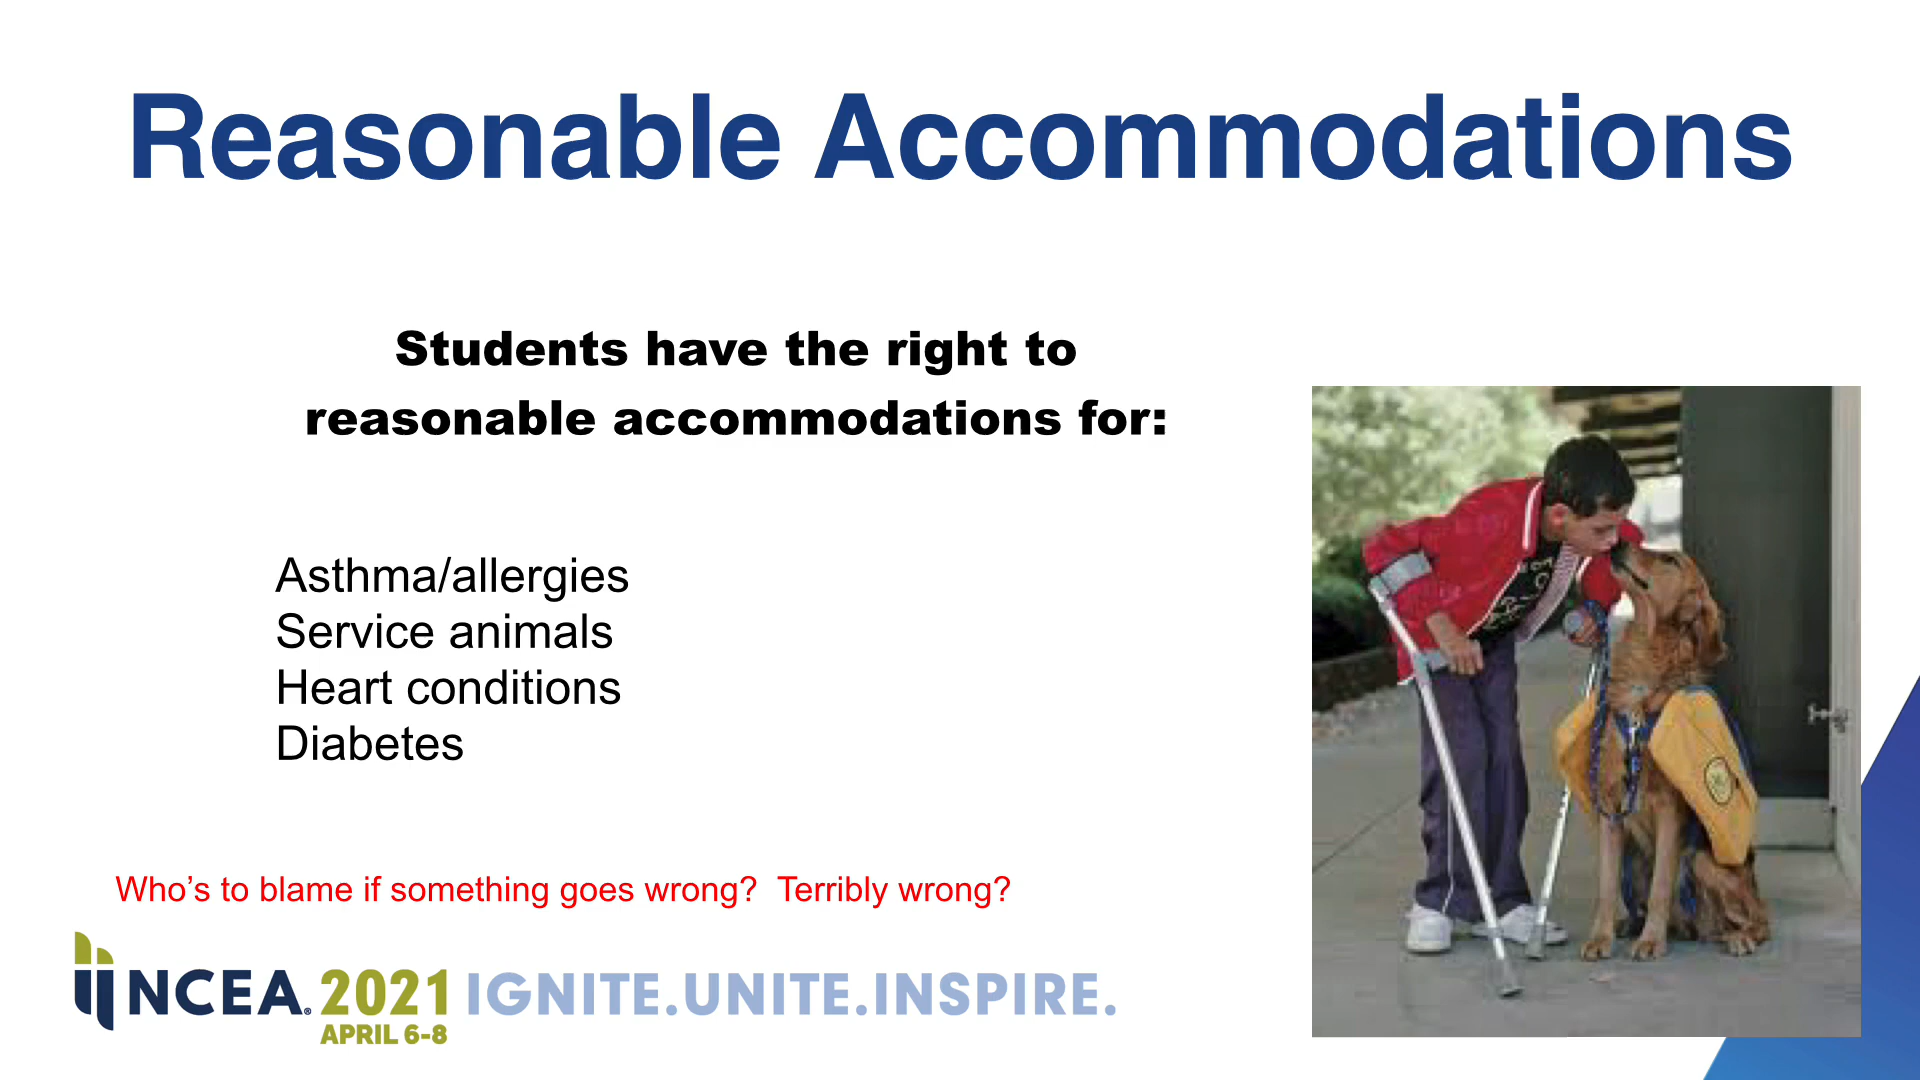 Reasonable Accommodations
Students have the right to
reasonable accommodations for:
Asthma/allergies
Service animals
Heart conditions
Diabetes
Who’s to blame if something goes wrong?  Terribly wrong?
NCEA® 2021 IGNITE.UNITE.INSPIRE.
APRIL 6-8